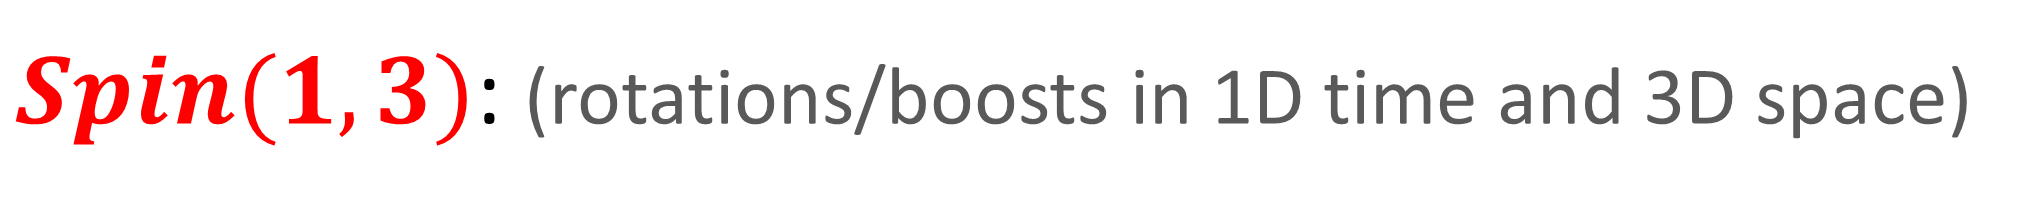 Spin(1, 3): (rotations/boosts in 1D time and 3D space)